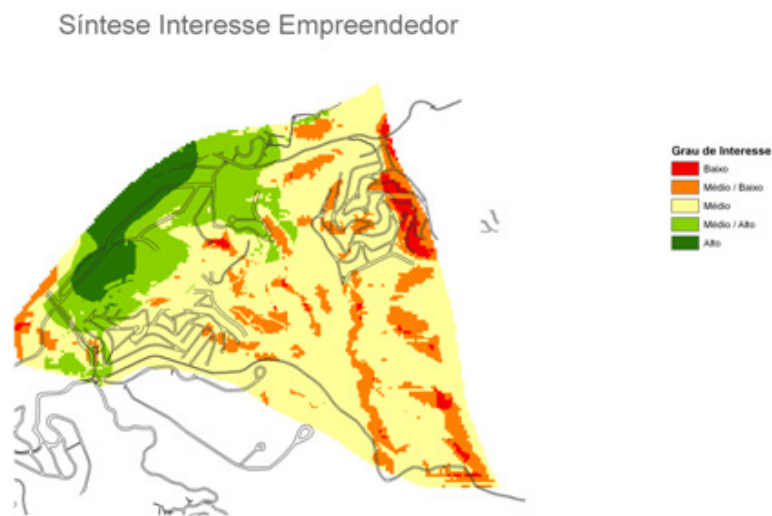 Síntese Interesse Empreendedor
Grau de Interesse
Baixo
Médio / Baixo
Médio
Médio / Alto
Alto